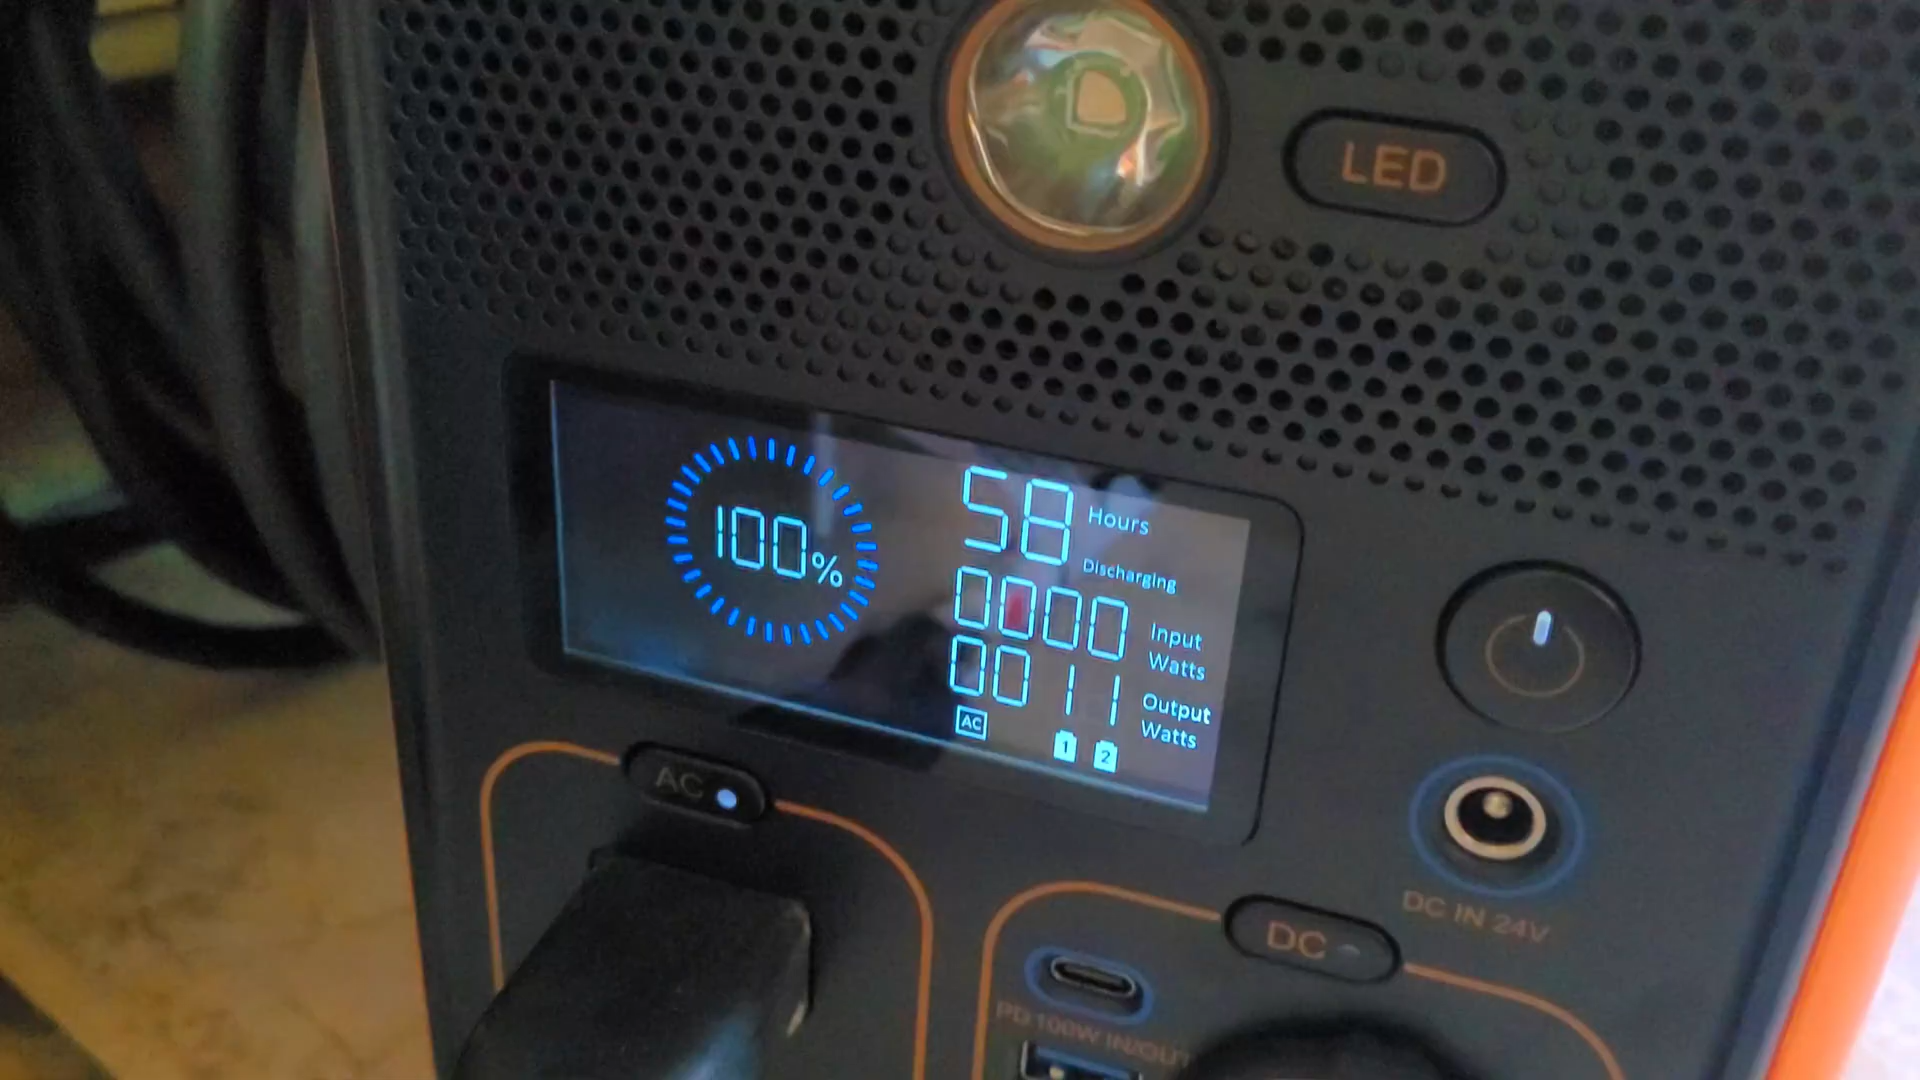 LED
100%
58 Hours
Discharging
0000 Input
Watts
0011 Output
Watts
AC
1 2
AC
DC IN 24V
DC
PD 100W IN/OUT